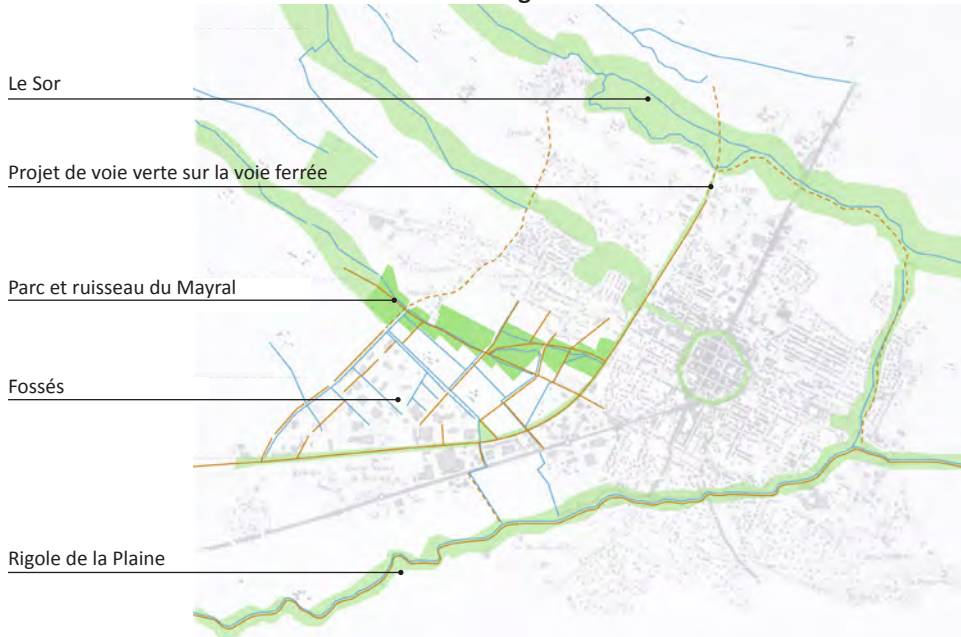 Le Sor
Projet de voie verte sur la voie ferrée
Parc et ruisseau du Mayral
Fossés
Rigole de la Plaine